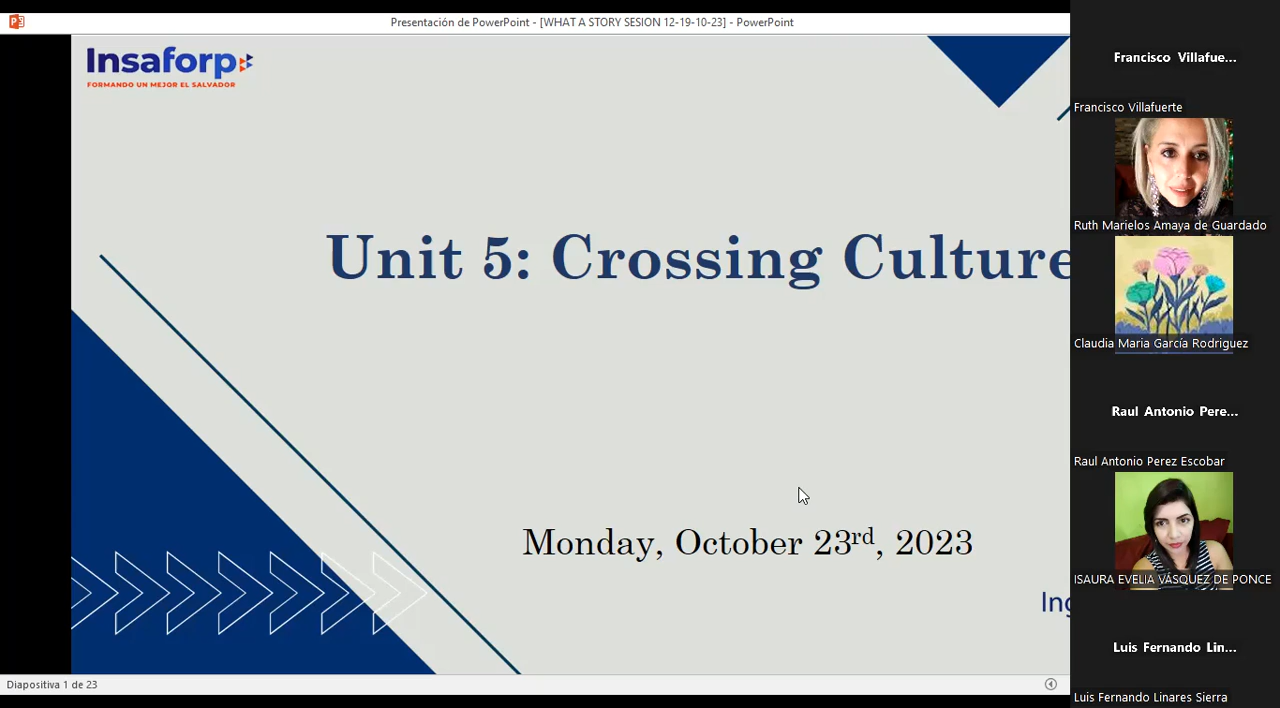 Presentación de PowerPoint - [WHAT A STORY SESION 12-19-10-23] - PowerPoint
Insaforp
FORMANDO UN MEJOR EL SALVADOR
Unit 5: Crossing Culture
Monday, October 23rd, 2023
Ing
Diapositiva 1 de 23
Francisco Villafue...
Francisco Villafuerte
Ruth Marielos Amaya de Guardado
Claudia Maria García Rodriguez
Raul Antonio Pere...
Raul Antonio Perez Escobar
ISAURA EVELIA VÁSQUEZ DE PONCE
Luis Fernando Lin...
Luis Fernando Linares Sierra